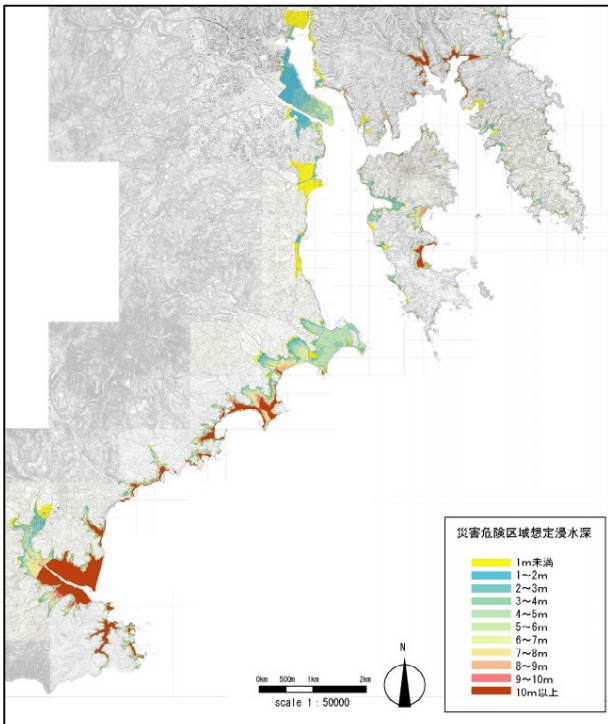 災害危険区域想定浸水深
1m未満
1~2m
2~3m
3~4m
4~5m
5~6m
6~7m
7~8m
8~9m
9~10m
10m以上
N
0km 500m 1km 2km
scale 1 : 50000